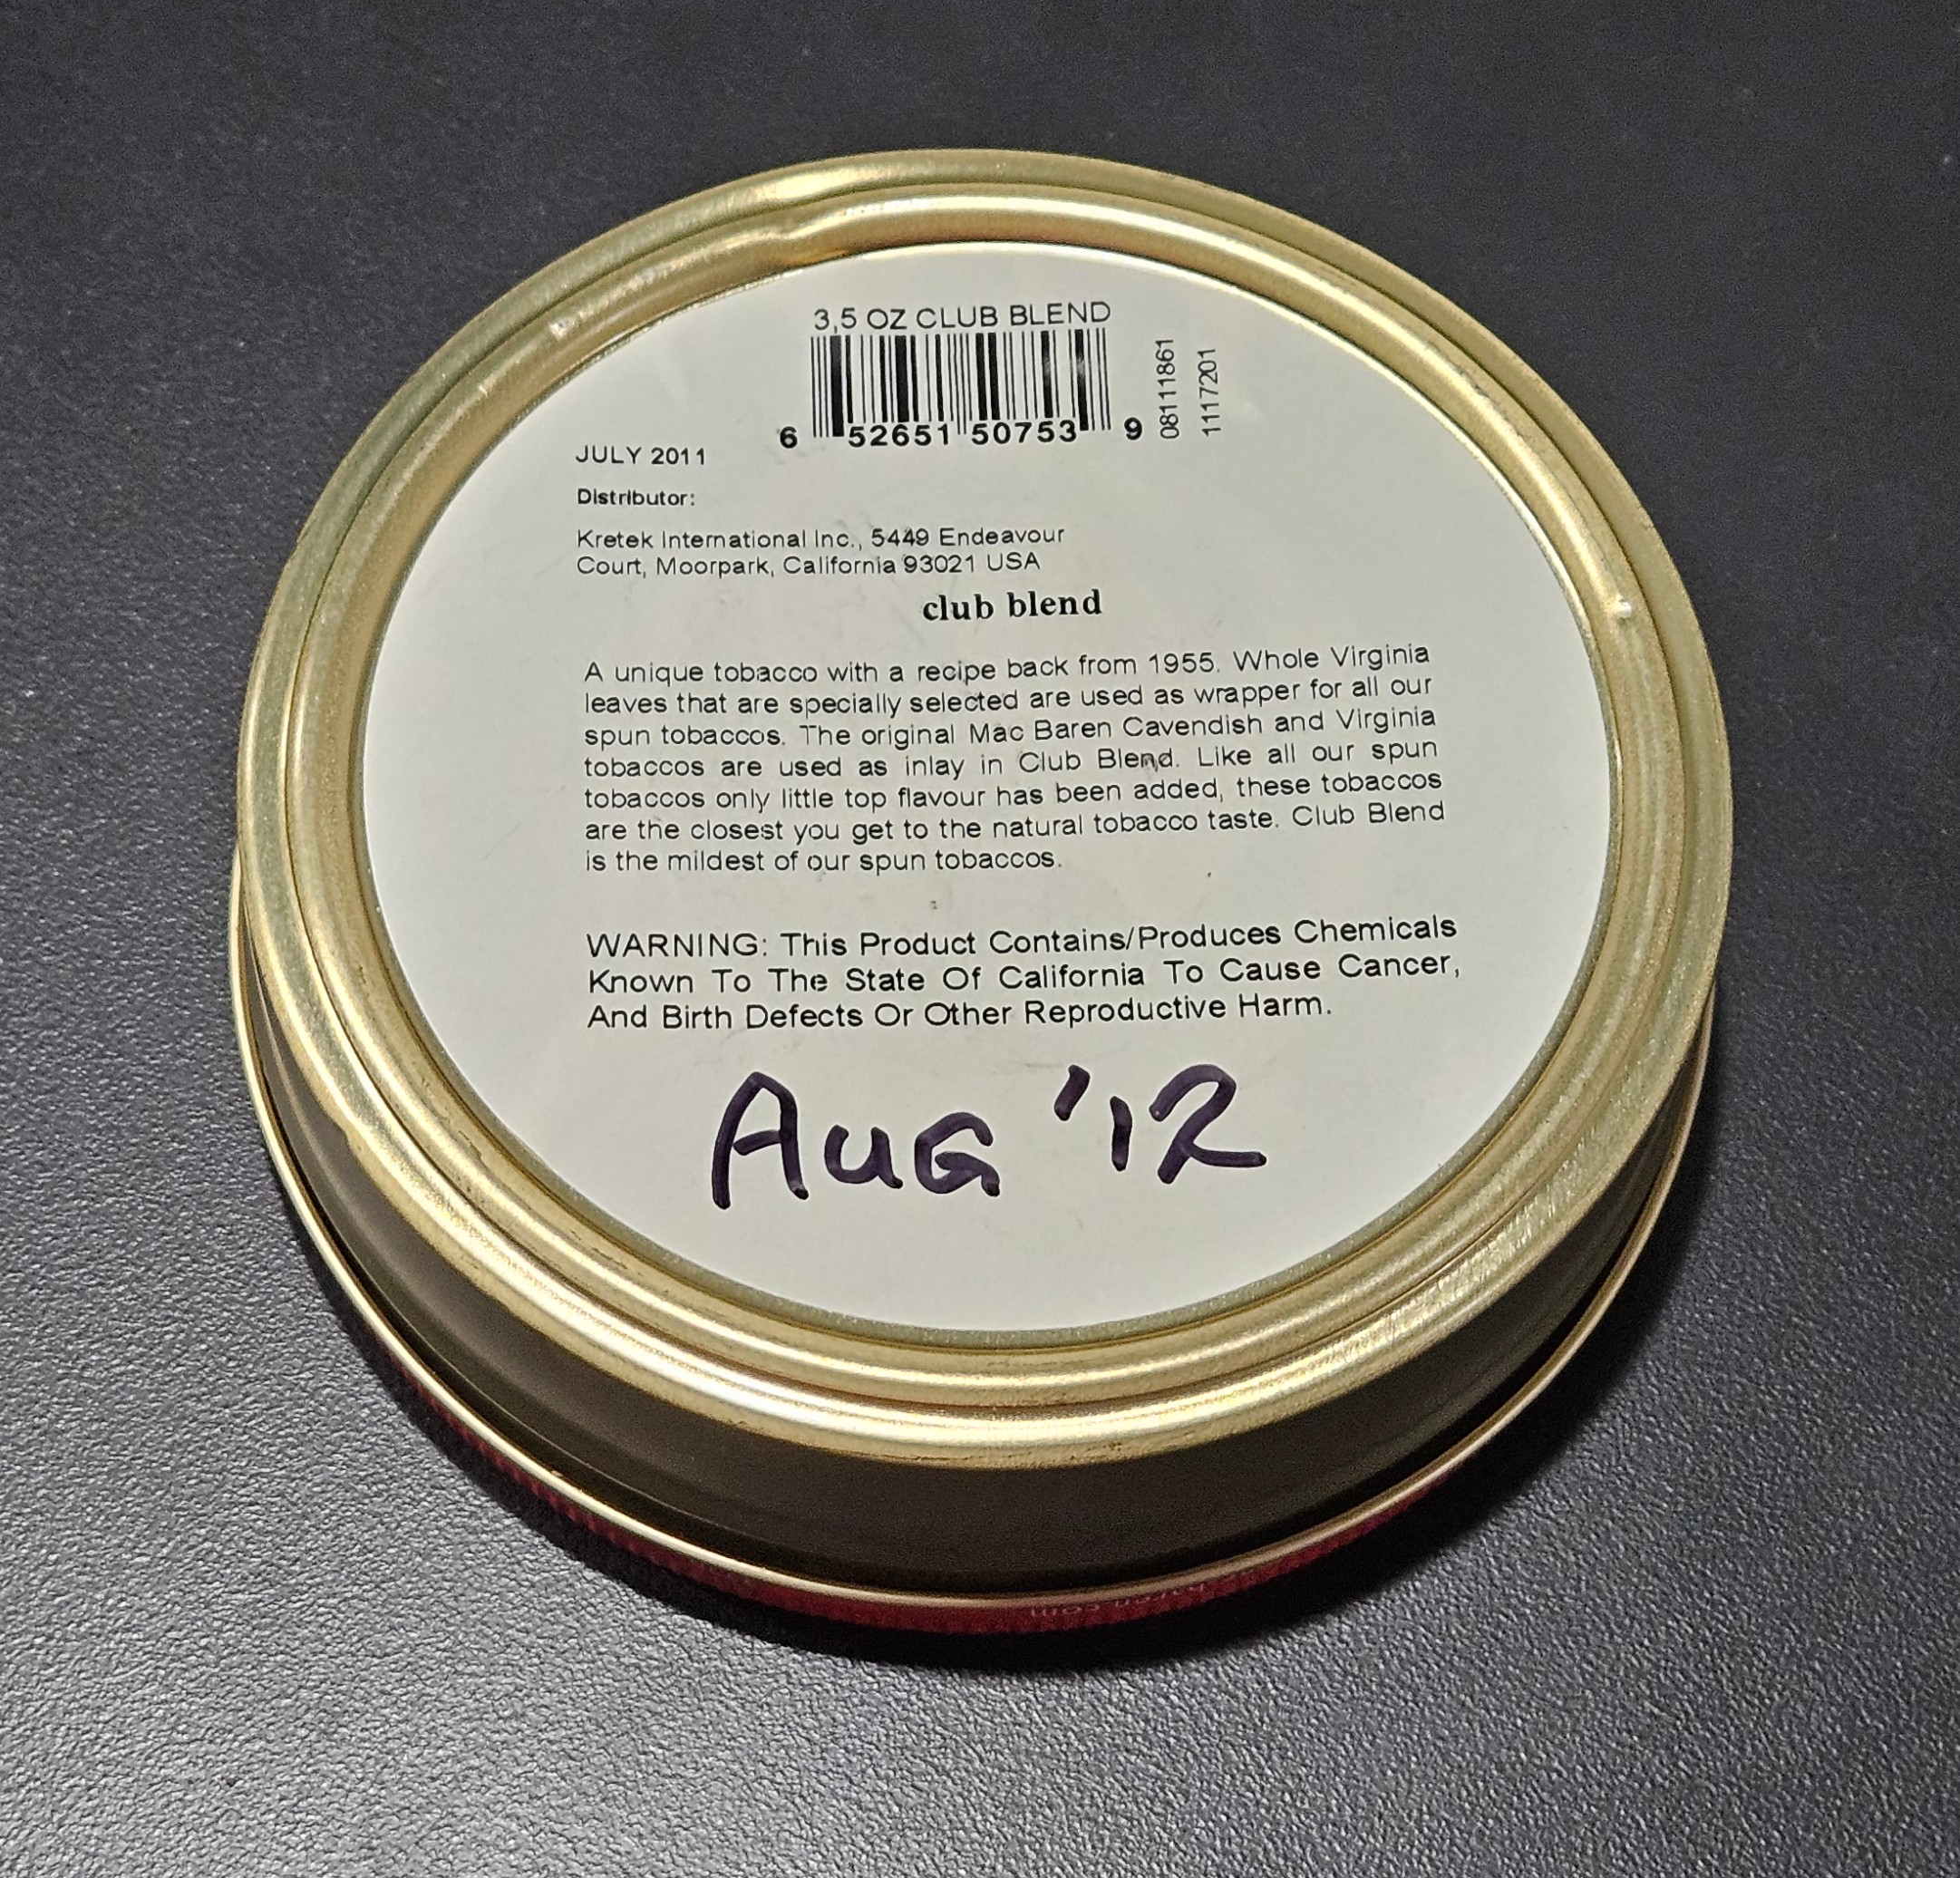 3,5 OZ CLUB BLEND
6 52651 50753 9
08111861
1117201
JULY 2011
Distributor:
Kretek International Inc., 5449 Endeavour
Court, Moorpark, California 93021 USA
club blend
A unique tobacco with a recipe back from 1955. Whole Virginia
leaves that are specially selected are used as wrapper for all our
spun tobaccos. The original Mac Baren Cavendish and Virginia
tobaccos are used as inlay in Club Blend. Like all our spun
tobaccos only little top flavour has been added, these tobaccos
are the closest you get to the natural tobacco taste. Club Blend
is the mildest of our spun tobaccos.
WARNING: This Product Contains/Produces Chemicals
Known To The State Of California To Cause Cancer,
And Birth Defects Or Other Reproductive Harm.
Aug '12